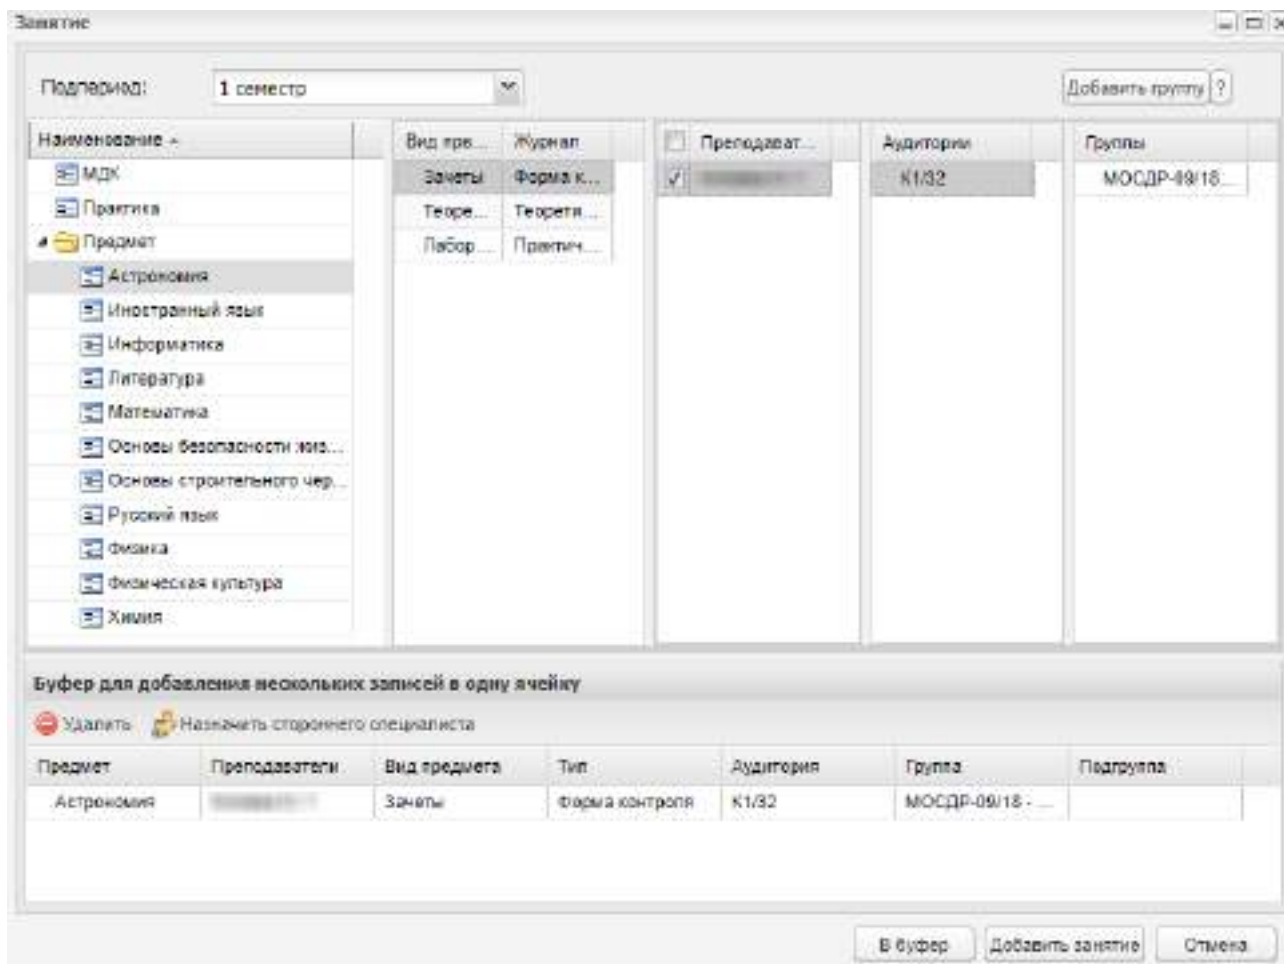 Занятие
Подпериод: 1 семестр Добавить группу ?
Наименование Вид пре... Журнал Преподават... Аудитории Группы
МДК Зачеты Форма к... К1/32 МОСДР-09/18...
Практика Теоре... Теорети...
Предмет Лабор... Практич...
Астрономия
Иностранный язык
Информатика
Литература
Математика
Основы безопасности жиз...
Основы строительного чер...
Русский язык
Физика
Физическая культура
Химия
Буфер для добавления нескольких записей в одну ячейку
Удалить Назначить стороннего специалиста
Предмет Преподаватели Вид предмета Тип Аудитория Группа Подгруппа
Астрономия Зачеты Форма контроля К1/32 МОСДР-09/18 - ...
В буфер Добавить занятие Отмена